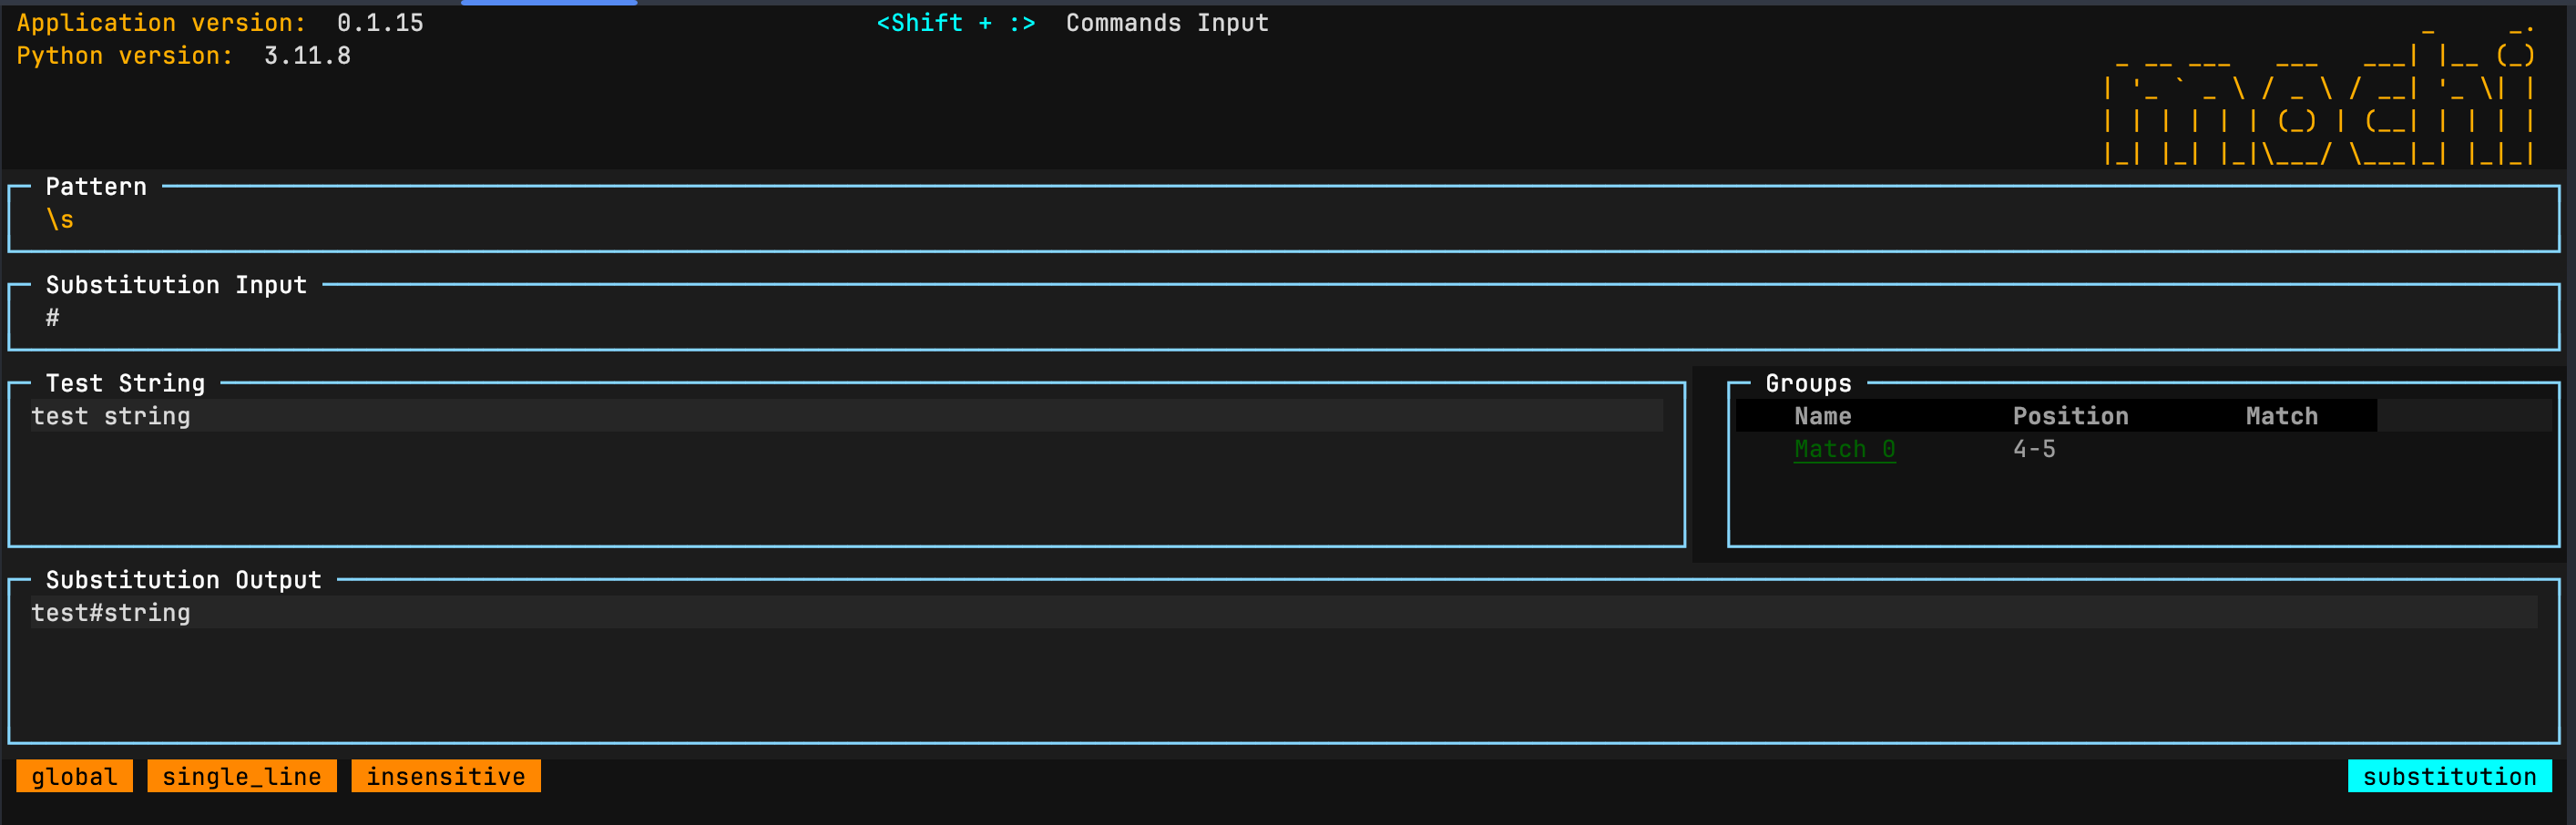 Application version: 0.1.15
<Shift + :> Commands Input
Python version: 3.11.8
mochi
Pattern
\s
Substitution Input
#
Test String
test string
Groups
Name Position Match
Match 0 4-5
Substitution Output
test#string
global single_line insensitive
substitution